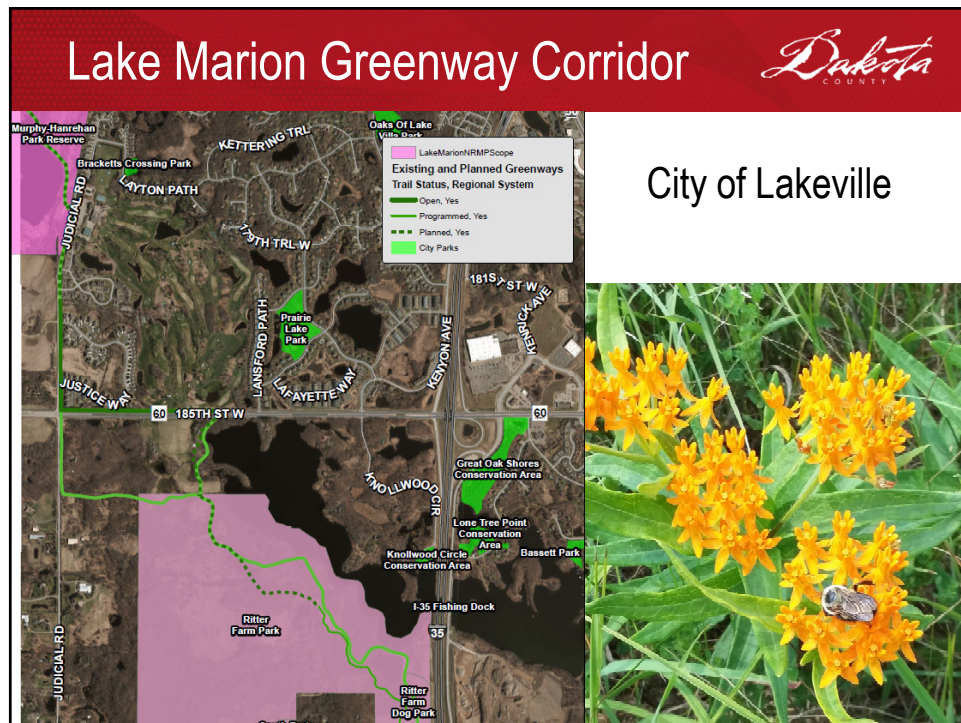 Lake Marion Greenway Corridor
Dakota
COUNTY
City of Lakeville
Murphy-Hanrehan
Park Reserve
Bracketts Crossing Park
LAYTON PATH
JUDICIAL RD
KETTERING TRL
Oaks Of Lake
Villa Park
LakeMarionNRMPScope
Existing and Planned Greenways
Trail Status, Regional System
Open, Yes
Programmed, Yes
Planned, Yes
City Parks
179TH TRL W
181ST ST W
KENRICK AVE
KENYON AVE
LANSFORD PATH
Prairie
Lake
Park
LAFAYETTE WAY
JUSTICE WAY
60
185TH ST W
60
KNOLLWOOD CIR
Great Oak Shores
Conservation Area
Lone Tree Point
Conservation
Area
Knollwood Circle
Conservation Area
Bassett Park
I-35 Fishing Dock
35
Ritter
Farm Park
JUDICIAL RD
Ritter
Farm
Dog Park